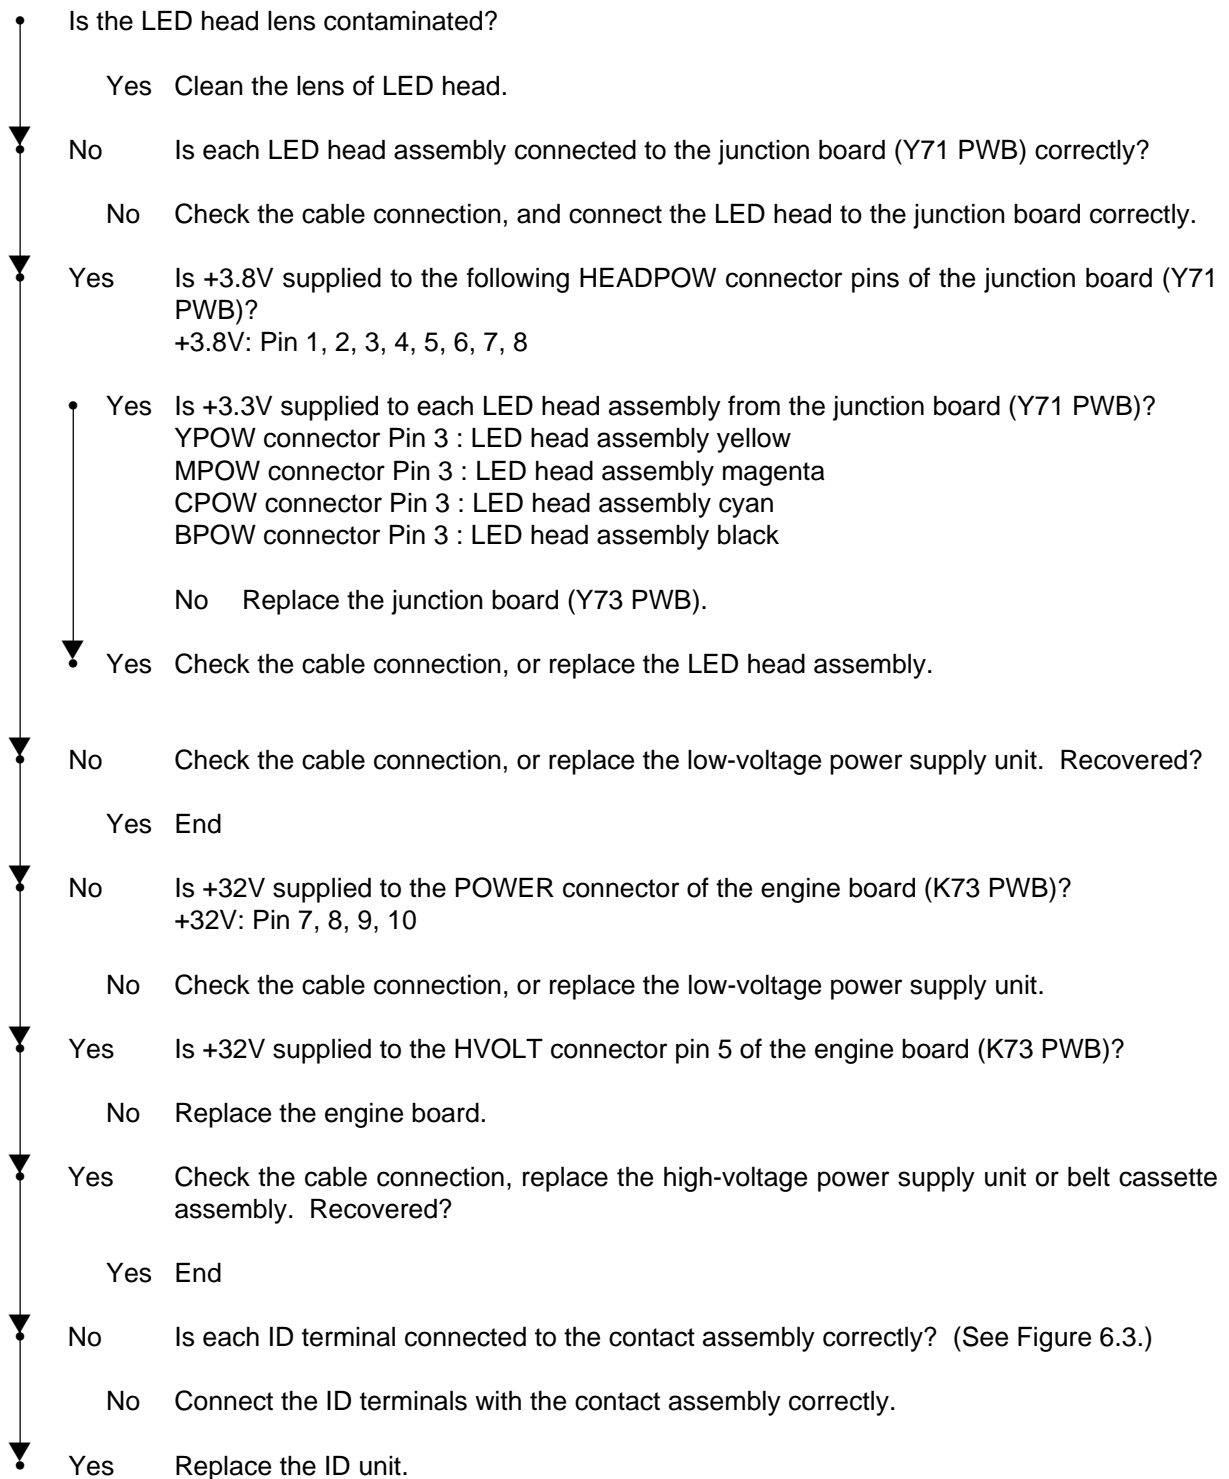 Is the LED head lens contaminated?
Yes Clean the lens of LED head.
No Is each LED head assembly connected to the junction board (Y71 PWB) correctly?
No Check the cable connection, and connect the LED head to the junction board correctly.
Yes Is +3.8V supplied to the following HEADPOW connector pins of the junction board (Y71
PWB)?
+3.8V: Pin 1, 2, 3, 4, 5, 6, 7, 8
Yes Is +3.3V supplied to each LED head assembly from the junction board (Y71 PWB)?
YPOW connector Pin 3 : LED head assembly yellow
MPOW connector Pin 3 : LED head assembly magenta
CPOW connector Pin 3 : LED head assembly cyan
BPOW connector Pin 3 : LED head assembly black
No Replace the junction board (Y73 PWB).
Yes Check the cable connection, or replace the LED head assembly.
No Check the cable connection, or replace the low-voltage power supply unit. Recovered?
Yes End
No Is +32V supplied to the POWER connector of the engine board (K73 PWB)?
+32V: Pin 7, 8, 9, 10
No Check the cable connection, or replace the low-voltage power supply unit.
Yes Is +32V supplied to the HVOLT connector pin 5 of the engine board (K73 PWB)?
No Replace the engine board.
Yes Check the cable connection, replace the high-voltage power supply unit or belt cassette
assembly. Recovered?
Yes End
No Is each ID terminal connected to the contact assembly correctly? (See Figure 6.3.)
No Connect the ID terminals with the contact assembly correctly.
Yes Replace the ID unit.